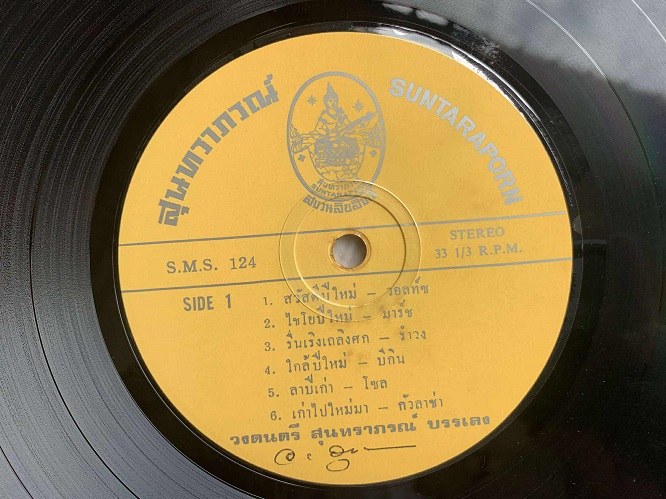 สุนทราภรณ์
SUNTARAPORN
S.M.S. 124
STEREO
33 1/3 R.P.M.
SIDE 1
1. สวัสดีปีใหม่ – วอลท์ซ
2. ไชโยปีใหม่ – มาร์ช
3. รื่นเริงเถลิงศก – รำวง
4. ใกล้ปีใหม่ – บีกิน
5. ลาปีเก่า – โซล
6. เก่าไปใหม่มา – กัวลาช่า
วงดนตรี สุนทราภรณ์ บรรเลง